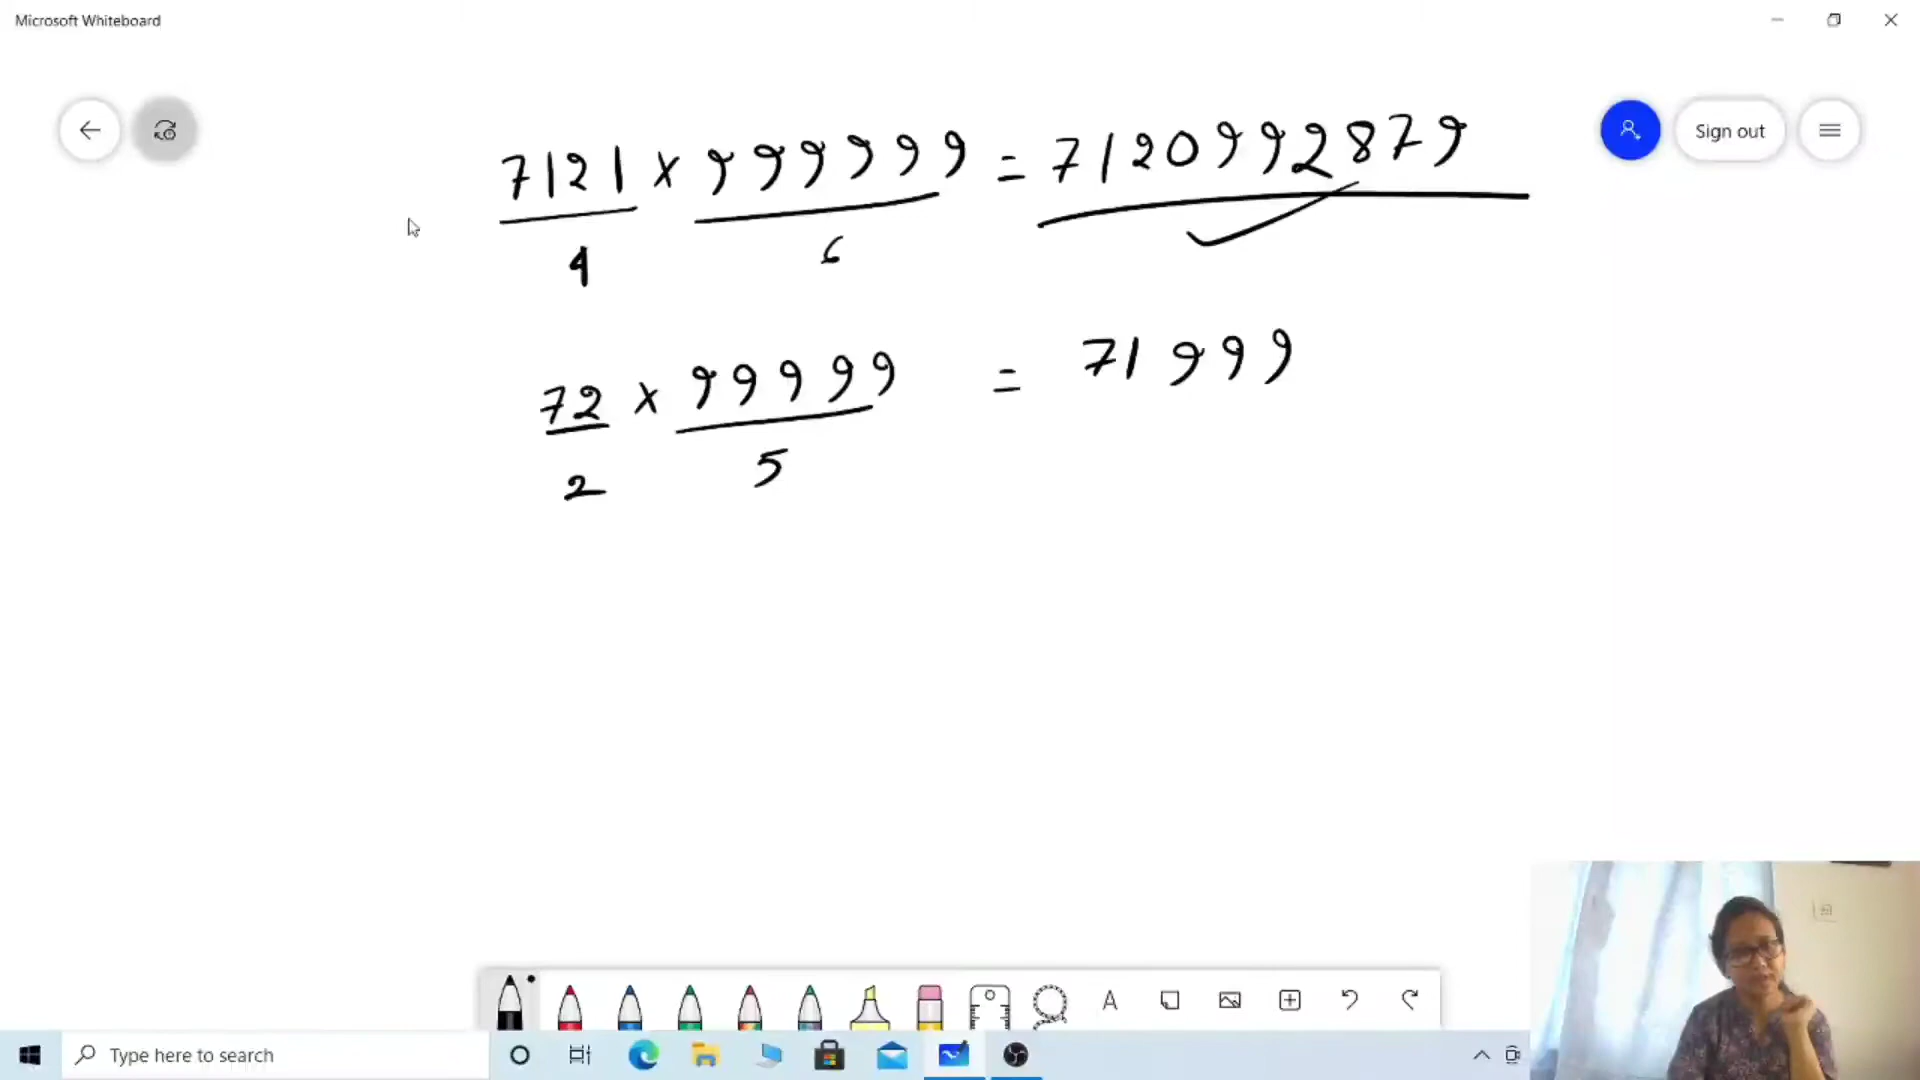 Microsoft Whiteboard
Sign out
7121 x 999999 = 7120992879
4 6
72 x 99999 = 71999
2 5
A
Type here to search